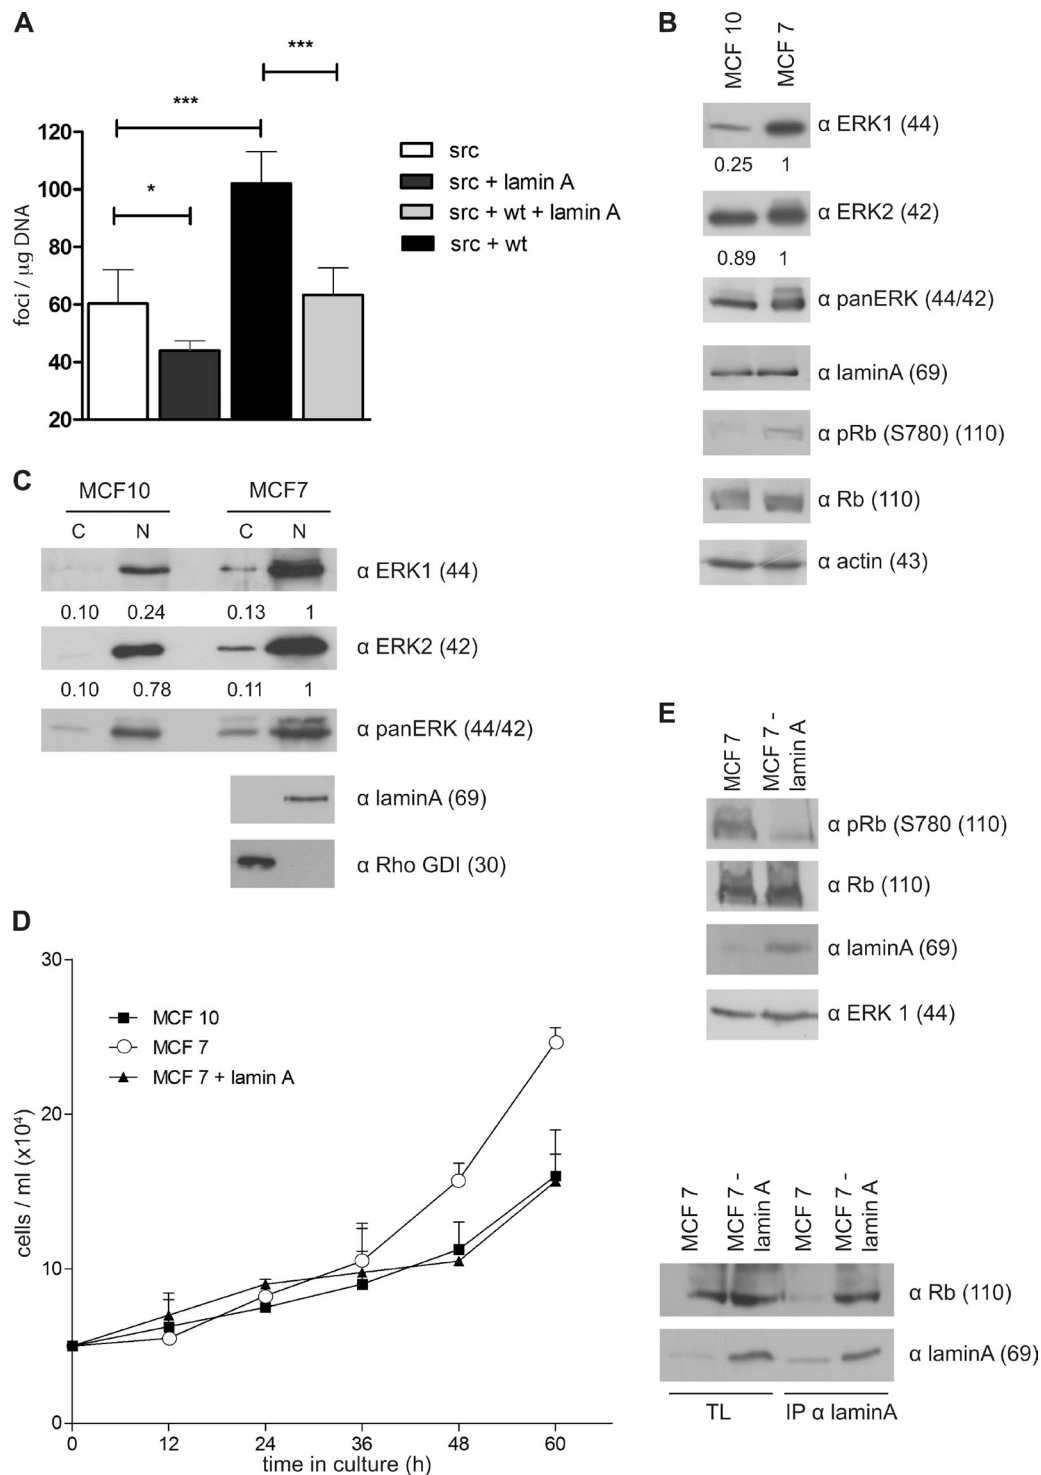 A
***
***
*
120
100
80
60
40
20
foci / µg DNA
src
src + lamin A
src + wt + lamin A
src + wt
B
MCF 10
MCF 7
α ERK1 (44)
0.25 1
α ERK2 (42)
0.89 1
α panERK (44/42)
α laminA (69)
α pRb (S780) (110)
α Rb (110)
α actin (43)
C
MCF10 MCF7
C N C N
α ERK1 (44)
0.10 0.24 0.13 1
α ERK2 (42)
0.10 0.78 0.11 1
α panERK (44/42)
α laminA (69)
α Rho GDI (30)
D
30
20
10
0
cells / ml (x10⁴)
MCF 10
MCF 7
MCF 7 + lamin A
0 12 24 36 48 60
time in culture (h)
E
MCF 7
MCF 7 -
lamin A
α pRb (S780 (110)
α Rb (110)
α laminA (69)
α ERK 1 (44)
MCF 7
MCF 7 -
lamin A
MCF 7
MCF 7 -
lamin A
α Rb (110)
α laminA (69)
TL IP α laminA